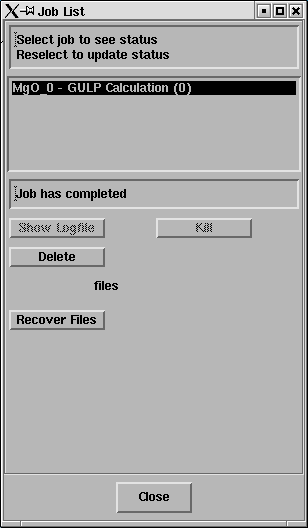 Job List
Select job to see status
Reselect to update status
MgO_0 - GULP Calculation (0)
Job has completed
Show Logfile
Kill
Delete
files
Recover Files
Close